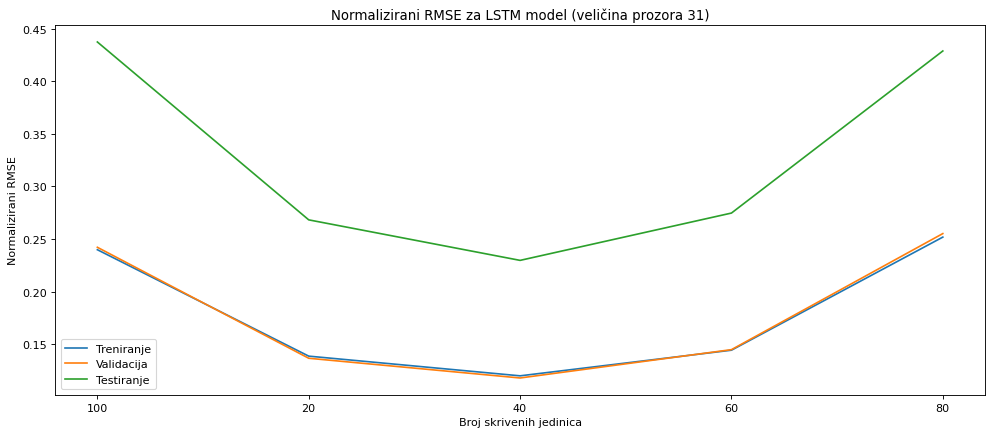 Normalizirani RMSE za LSTM model (veličina prozora 31)
Normalizirani RMSE
0.45
0.40
0.35
0.30
0.25
0.20
0.15
Treniranje
Validacija
Testiranje
100 20 40 60 80
Broj skrivenih jedinica